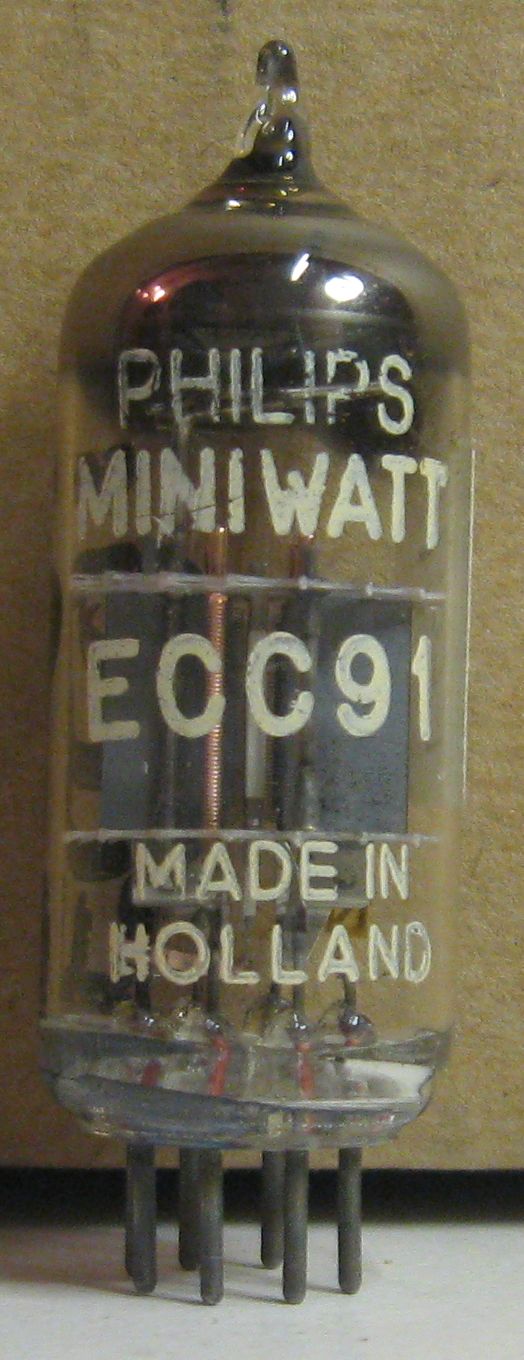 PHILIPS
MINIWATT
ECC91
MADE IN
HOLLAND